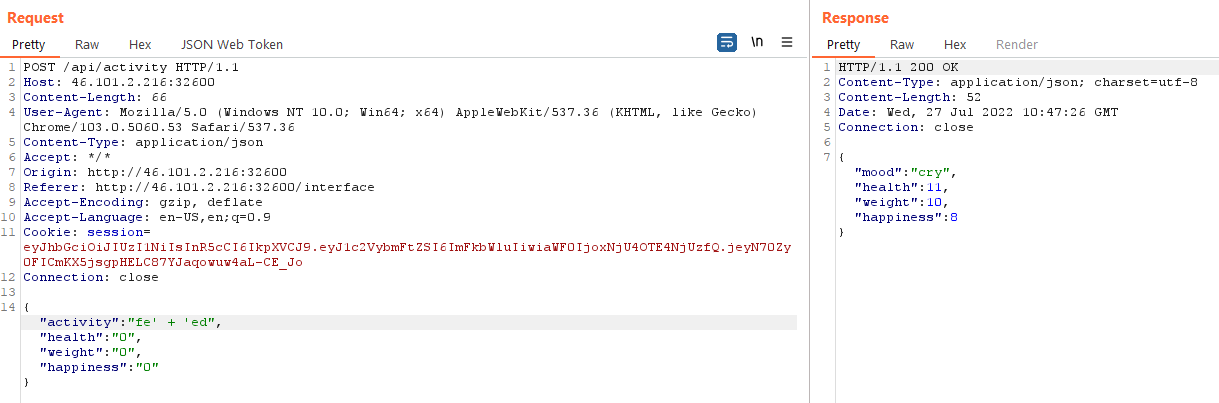 Request
Pretty Raw Hex JSON Web Token \n
1 POST /api/activity HTTP/1.1
2 Host: 46.101.2.216:32600
3 Content-Length: 66
4 User-Agent: Mozilla/5.0 (Windows NT 10.0; Win64; x64) AppleWebKit/537.36 (KHTML, like Gecko)
Chrome/103.0.5060.53 Safari/537.36
5 Content-Type: application/json
6 Accept: */*
7 Origin: http://46.101.2.216:32600
8 Referer: http://46.101.2.216:32600/interface
9 Accept-Encoding: gzip, deflate
10 Accept-Language: en-US,en;q=0.9
11 Cookie: session=
eyJhbGciOiJIUzI1NiIsInR5cCI6IkpXVCJ9.eyJ1c2VybmFtZSI6ImFkbWluIiwiaWF0IjoxNjU4OTE4NjUzfQ.jeyN70Zy
0FICmKX5jsgpHELC87YJaqowuw4aL-CE_Jo
12 Connection: close
13
14 {
"activity":"fe' + 'ed",
"health":"0",
"weight":"0",
"happiness":"0"
}
Response
Pretty Raw Hex Render
1 HTTP/1.1 200 OK
2 Content-Type: application/json; charset=utf-8
3 Content-Length: 52
4 Date: Wed, 27 Jul 2022 10:47:26 GMT
5 Connection: close
6
7 {
"mood":"cry",
"health":11,
"weight":10,
"happiness":8
}